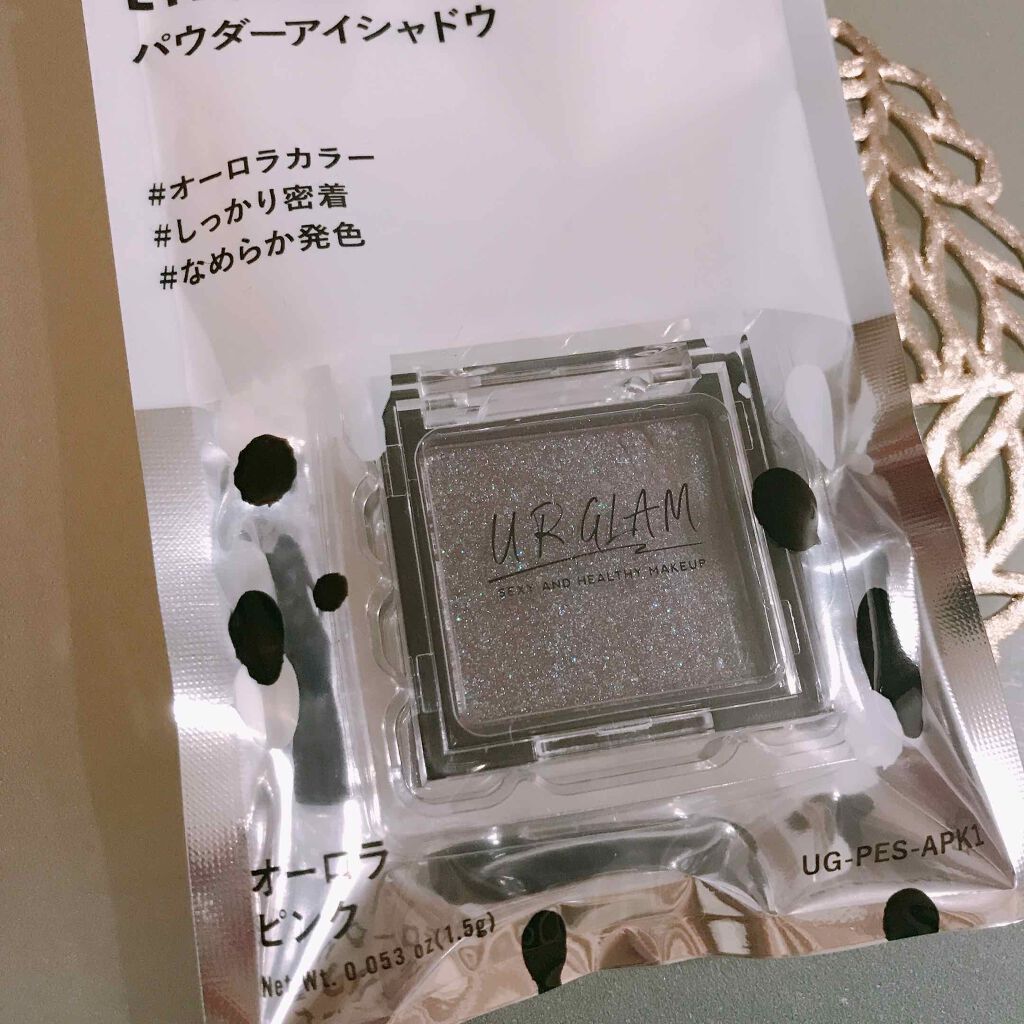 パウダーアイシャドウ
#オーロラカラー
#しっかり密着
#なめらか発色
UR GLAM
SEXY AND HEALTHY MAKEUP
オーロラ
ピンク
UG-PES-APK1
Net Wt. 0.053 oz(1.5g)